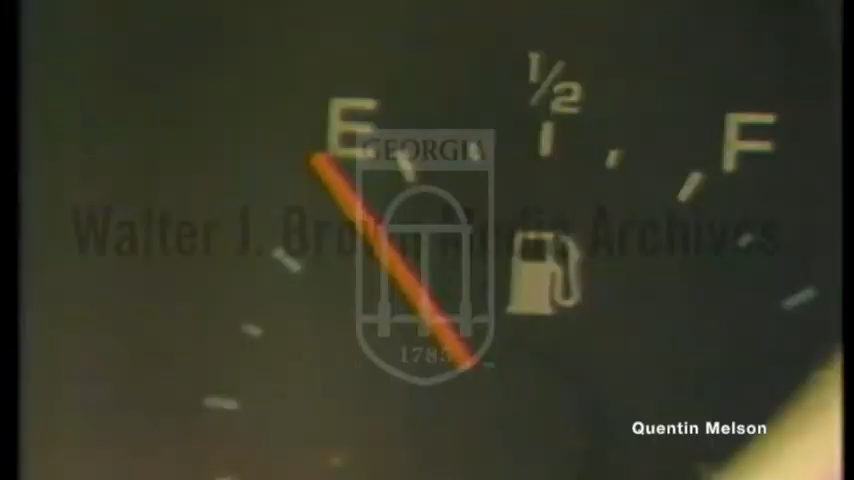 1/2
E
F
GEORGIA
Walter J. Brown Media Archives
1785
Quentin Melson